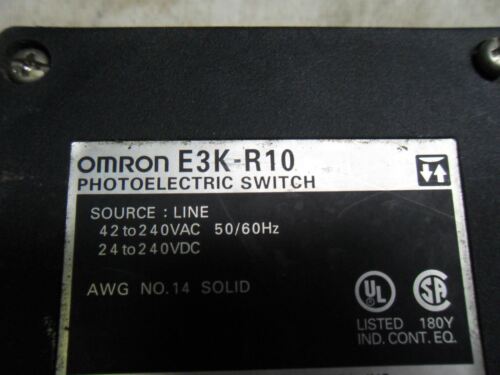 OMRON E3K-R10
PHOTOELECTRIC SWITCH
SOURCE : LINE
42 to 240VAC 50/60Hz
24 to 240VDC
AWG NO.14 SOLID
UL SA
LISTED 180Y
IND. CONT. EQ.